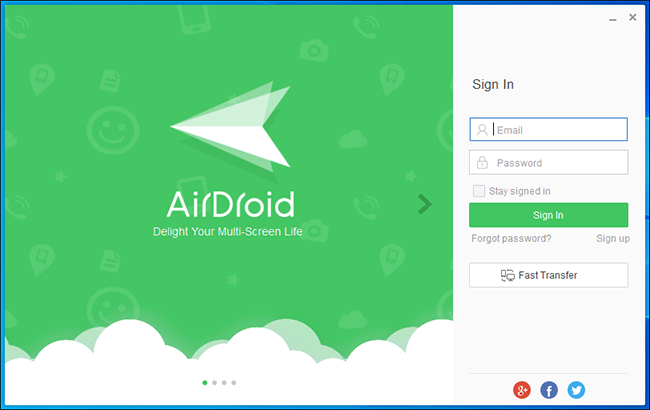 AirDroid
Delight Your Multi-Screen Life
Sign In
Email
Password
Stay signed in
Sign In
Forgot password? Sign up
Fast Transfer
g+
f